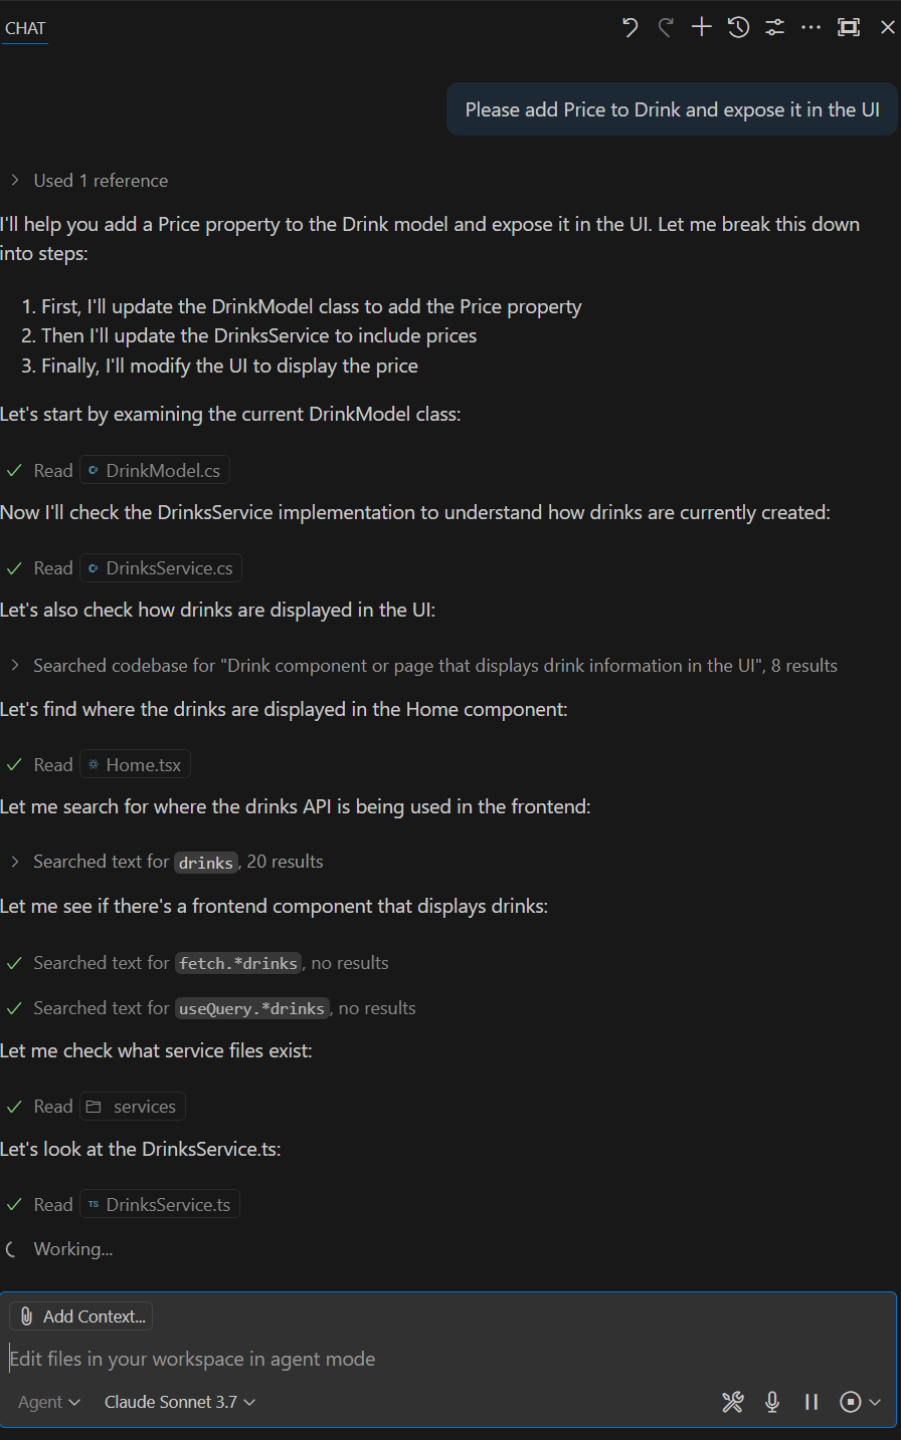 CHAT
Please add Price to Drink and expose it in the UI
Used 1 reference
I'll help you add a Price property to the Drink model and expose it in the UI. Let me break this down
into steps:
1. First, I'll update the DrinkModel class to add the Price property
2. Then I'll update the DrinksService to include prices
3. Finally, I'll modify the UI to display the price
Let's start by examining the current DrinkModel class:
Read DrinkModel.cs
Now I'll check the DrinksService implementation to understand how drinks are currently created:
Read DrinksService.cs
Let's also check how drinks are displayed in the UI:
Searched codebase for "Drink component or page that displays drink information in the UI", 8 results
Let's find where the drinks are displayed in the Home component:
Read Home.tsx
Let me search for where the drinks API is being used in the frontend:
Searched text for drinks, 20 results
Let me see if there's a frontend component that displays drinks:
Searched text for fetch.*drinks, no results
Searched text for useQuery.*drinks, no results
Let me check what service files exist:
Read services
Let's look at the DrinksService.ts:
Read TS DrinksService.ts
Working...
Add Context...
Edit files in your workspace in agent mode
Agent Claude Sonnet 3.7